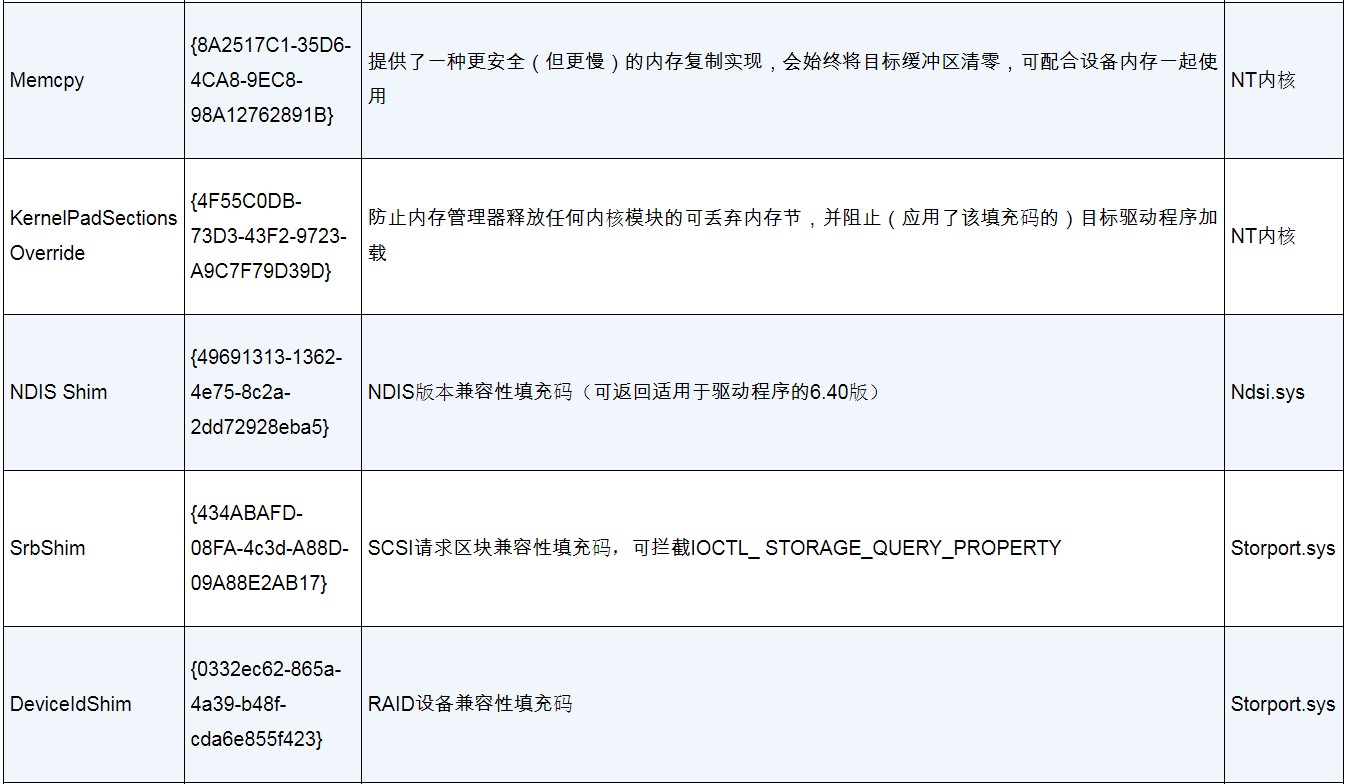 Memcpy
{8A2517C1-35D6-
4CA8-9EC8-
98A12762891B}
提供了一种更安全（但更慢）的内存复制实现，会始终将目标缓冲区清零，可配合设备内存一起使
用
NT内核
KernelPadSections
Override
{4F55C0DB-
73D3-43F2-9723-
A9C7F79D39D}
防止内存管理器释放任何内核模块的可丢弃内存节，并阻止（应用了该填充码的）目标驱动程序加
载
NT内核
NDIS Shim
{49691313-1362-
4e75-8c2a-
2dd72928eba5}
NDIS版本兼容性填充码（可返回适用于驱动程序的6.40版）
Ndsi.sys
SrbShim
{434ABAFD-
08FA-4c3d-A88D-
09A88E2AB17}
SCSI请求区块兼容性填充码，可拦截IOCTL_ STORAGE_QUERY_PROPERTY
Storport.sys
DeviceIdShim
{0332ec62-865a-
4a39-b48f-
cda6e855f423}
RAID设备兼容性填充码
Storport.sys